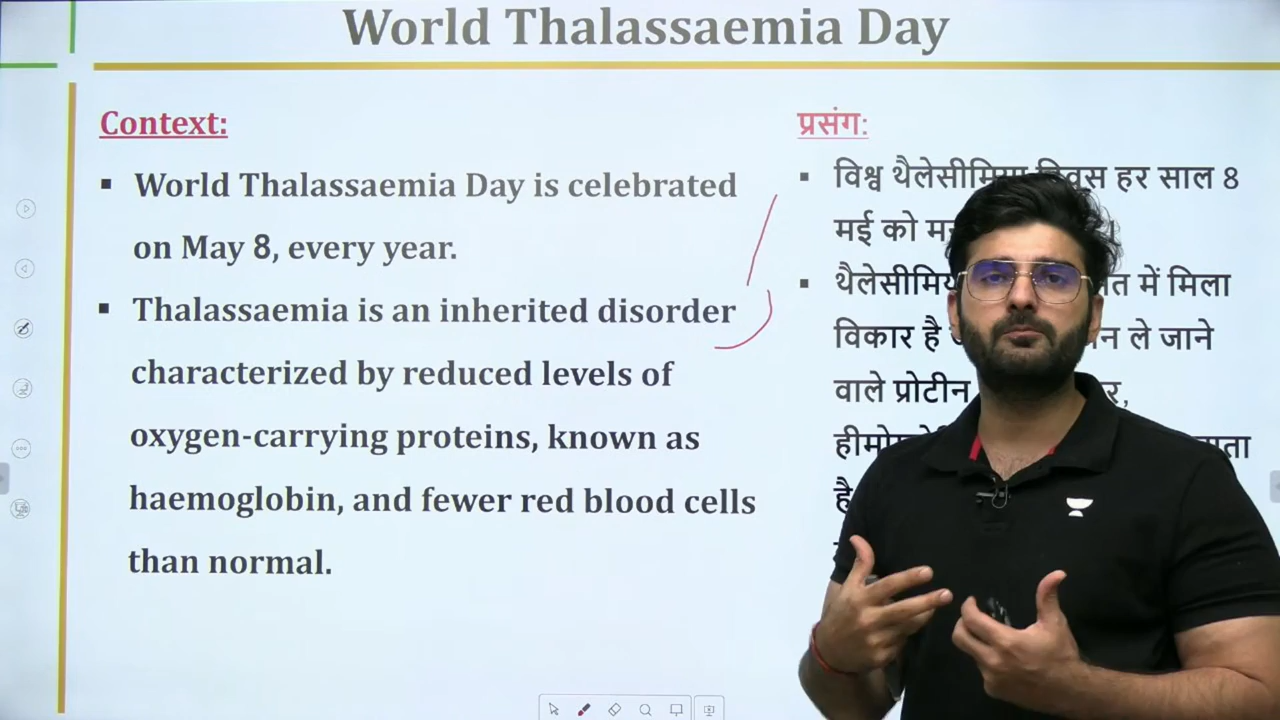 World Thalassaemia Day
Context:
▪ World Thalassaemia Day is celebrated
on May 8, every year.
▪ Thalassaemia is an inherited disorder
characterized by reduced levels of
oxygen-carrying proteins, known as
haemoglobin, and fewer red blood cells
than normal.
प्रसंग:
▪ विश्व हर साल 8
मई को
▪ में मिला
विकार है ले जाने
वाले प्रोटीन